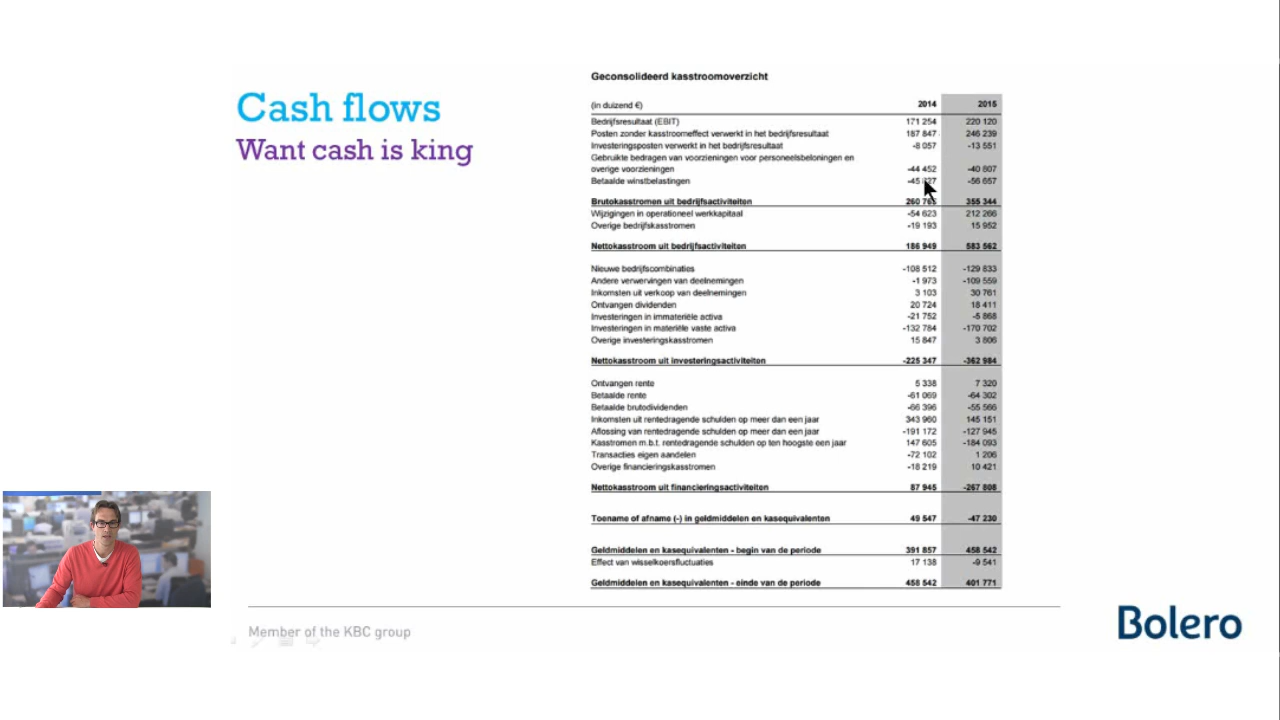 Cash flows
Want cash is king
Geconsolideerd kasstroomoverzicht
(in duizend €) 2014 2015
Bedrijfsresultaat (EBIT) 171 254 220 120
Posten zonder kasstroomeffect verwerkt in het bedrijfsresultaat 187 847 246 239
Investeringsposten verwerkt in het bedrijfsresultaat -8 057 -13 551
Gebruikte bedragen van voorzieningen voor personeelsbeloningen en
overige voorzieningen -44 452 -40 807
Betaalde winstbelastingen -45 827 -56 657
Brutokasstromen uit bedrijfsactiviteiten 260 765 355 344
Wijzigingen in operationeel werkkapitaal -54 623 212 266
Overige bedrijfskasstromen -19 193 15 952
Nettokasstroom uit bedrijfsactiviteiten 186 949 583 562
Nieuwe bedrijfscombinaties -108 512 -129 833
Andere verwervingen van deelnemingen -1 973 -109 559
Inkomsten uit verkoop van deelnemingen 3 103 30 761
Ontvangen dividenden 20 724 18 411
Investeringen in immateriële activa -21 752 -5 868
Investeringen in materiële vaste activa -132 784 -170 702
Overige investeringskasstromen 15 847 3 806
Nettokasstroom uit investeringsactiviteiten -225 347 -362 984
Ontvangen rente 5 338 7 320
Betaalde rente -61 069 -64 302
Betaalde brutodividenden -66 396 -55 566
Inkomsten uit rentedragende schulden op meer dan een jaar 343 960 145 151
Aflossing van rentedragende schulden op meer dan een jaar -191 172 -127 945
Kasstromen m.b.t. rentedragende schulden op ten hoogste een jaar 147 605 -184 093
Transacties eigen aandelen -72 102 1 206
Overige financieringskasstromen -18 219 10 421
Nettokasstroom uit financieringsactiviteiten 87 945 -267 808
Toename of afname (-) in geldmiddelen en kasequivalenten 49 547 -47 230
Geldmiddelen en kasequivalenten - begin van de periode 391 857 458 542
Effect van wisselkoersfluctuaties 17 138 -9 541
Geldmiddelen en kasequivalenten - einde van de periode 458 542 401 771
Member of the KBC group
Bolero